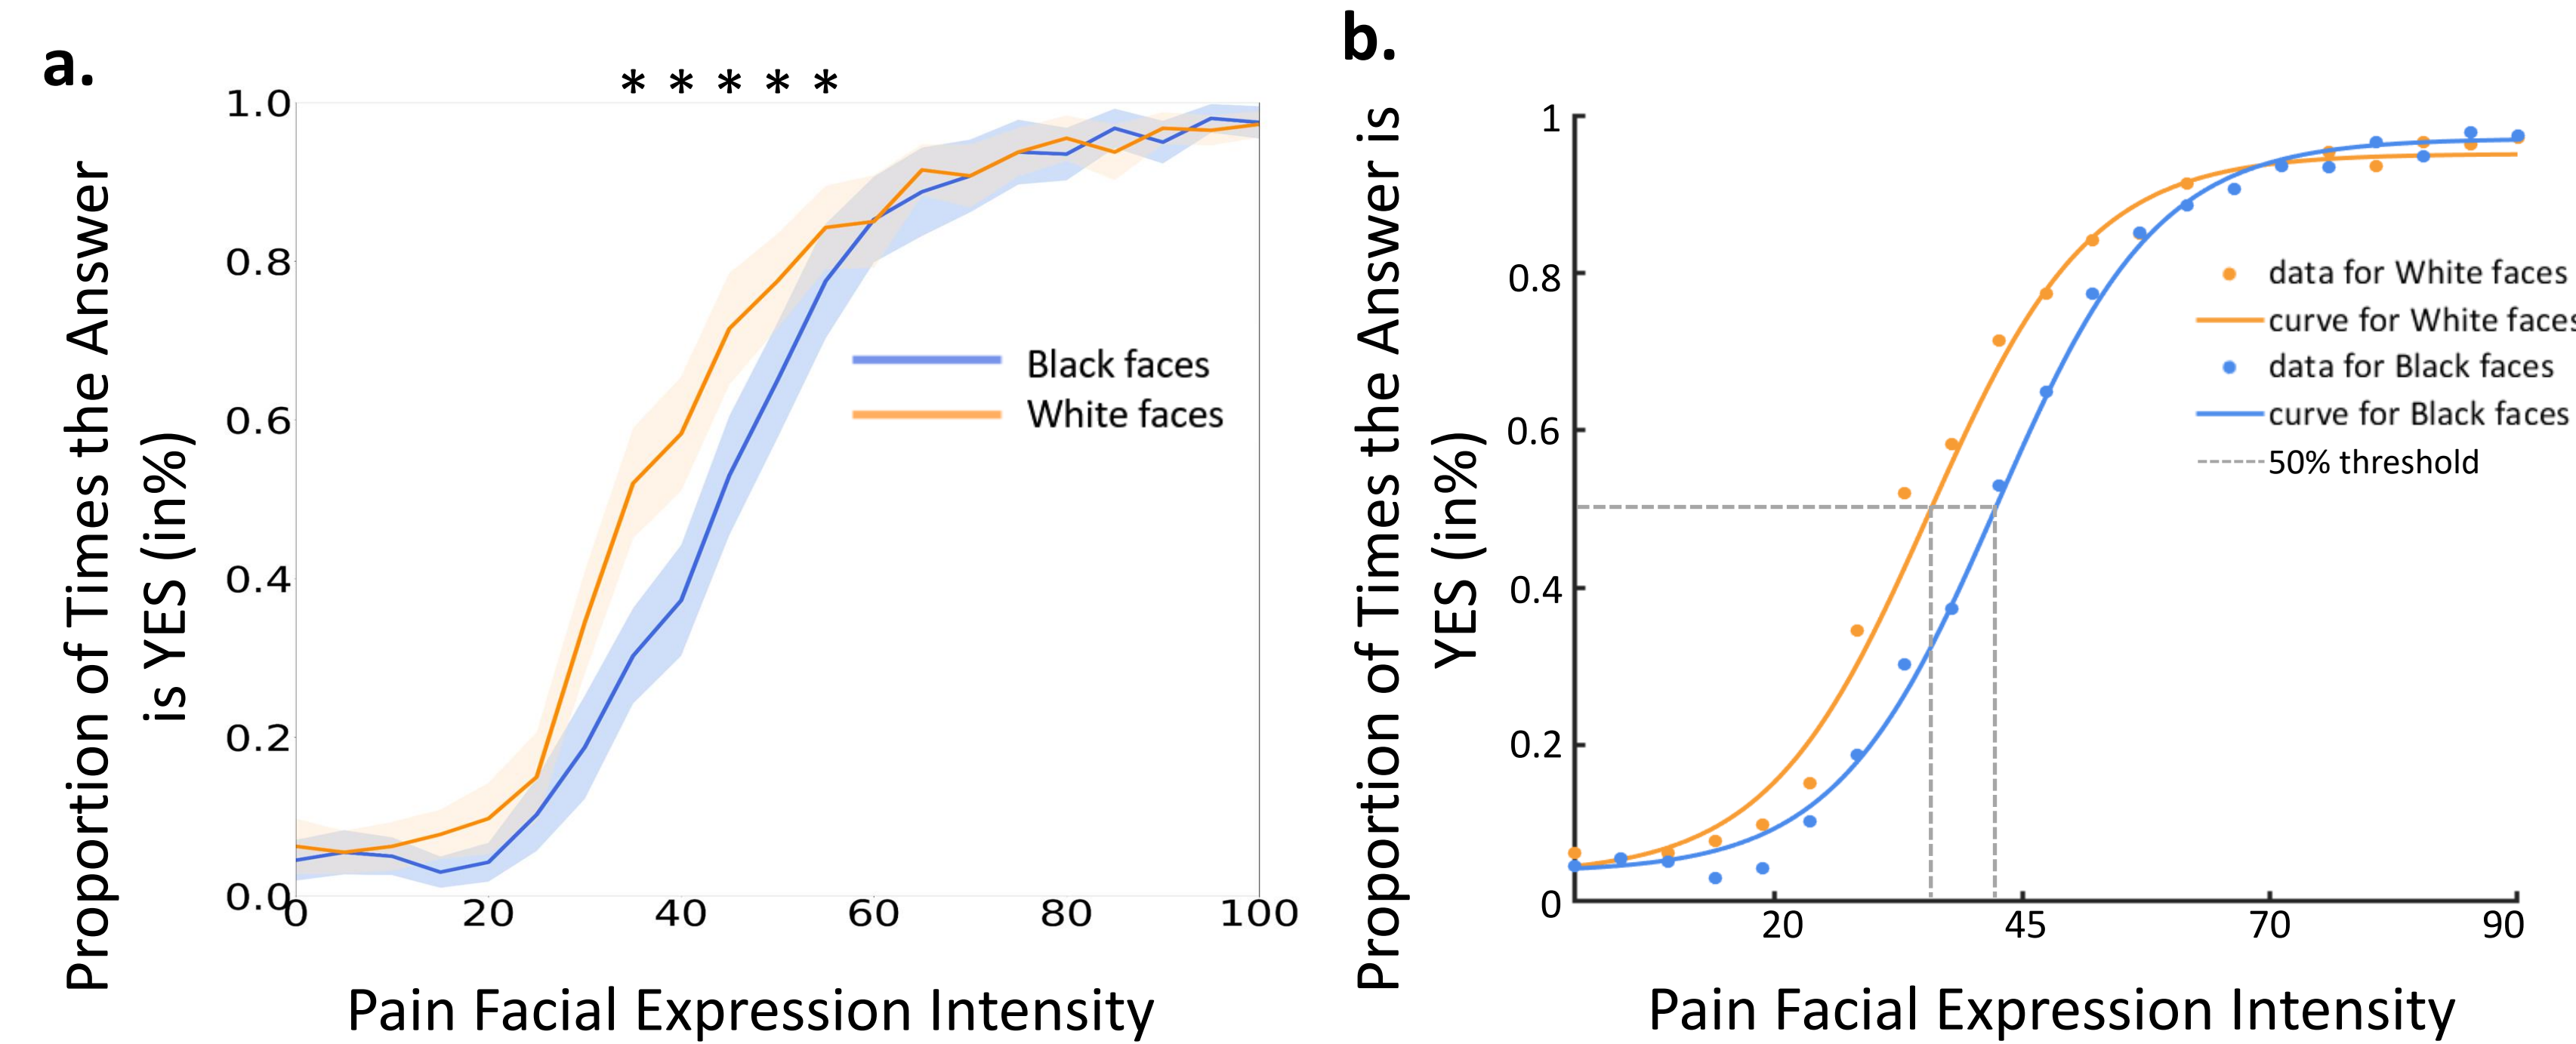 a.
* * * * *
Proportion of Times the Answer
is YES (in%)
1.0
0.8
0.6
0.4
0.2
0.0
0 20 40 60 80 100
Black faces
White faces
Pain Facial Expression Intensity
b.
Proportion of Times the Answer is
YES (in%)
1
0.8
0.6
0.4
0.2
0
20 45 70 90
data for White faces
curve for White faces
data for Black faces
curve for Black faces
50% threshold
Pain Facial Expression Intensity